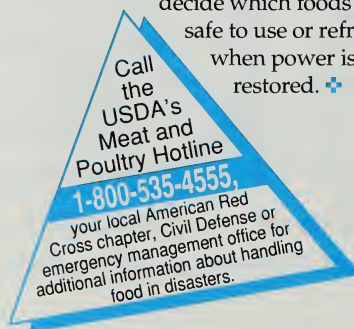 decide which foods
safe to use or refr
when power is
restored.
Call
the
USDA's
Meat and
Poultry Hotline
1-800-535-4555,
your local American Red
Cross chapter, Civil Defense or
emergency management office for
additional information about handling
food in disasters.